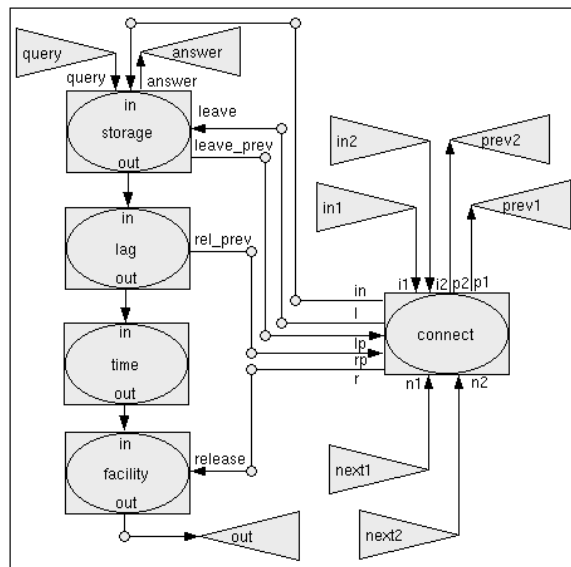 query
answer
query
answer
in
storage
out
leave
leave_prev
in2
prev2
in1
prev1
in
lag
out
rel_prev
i1
i2
p2
p1
in
l
lp
rp
r
connect
n1
n2
in
time
out
in
facility
out
release
next1
next2
out